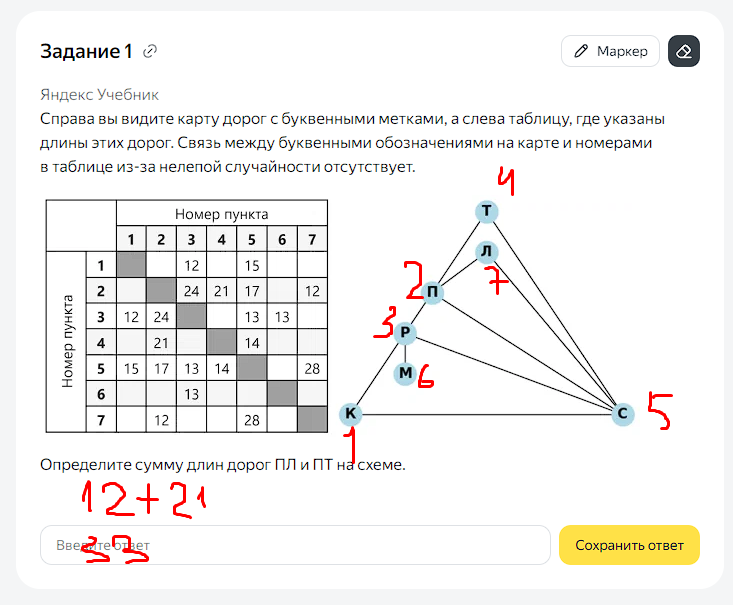 Задание 1
Маркер
Яндекс Учебник
Справа вы видите карту дорог с буквенными метками, а слева таблицу, где указаны
длины этих дорог. Связь между буквенными обозначениями на карте и номерами
в таблице из-за нелепой случайности отсутствует.
Номер пункта
1 2 3 4 5 6 7
Номер пункта
1 12 15
2 24 21 17 12
3 12 24 13 13
4 21 14
5 15 17 13 14 28
6 13
7 12 28
4
Т
Л
7
2 П
3 Р
М 6
К
1
С 5
Определите сумму длин дорог ПЛ и ПТ на схеме.
12+21
Введите ответ
33
Сохранить ответ